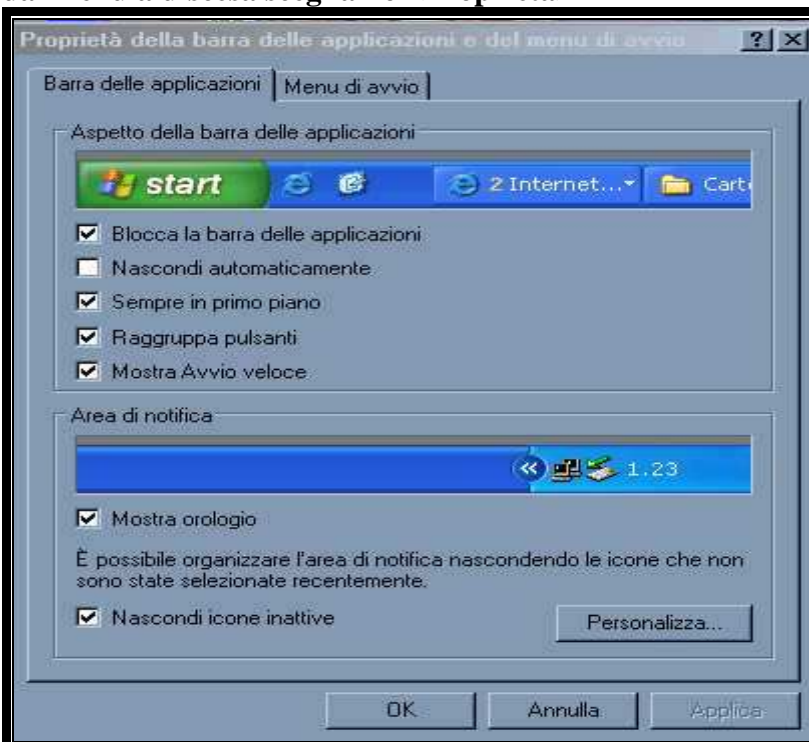 Proprietà della barra delle applicazioni e del menu di avvio
Barra delle applicazioni Menu di avvio
Aspetto della barra delle applicazioni
start 2 Internet... Carte
Blocca la barra delle applicazioni
Nascondi automaticamente
Sempre in primo piano
Raggruppa pulsanti
Mostra Avvio veloce
Area di notifica
1.23
Mostra orologio
È possibile organizzare l'area di notifica nascondendo le icone che non
sono state selezionate recentemente.
Nascondi icone inattive Personalizza...
OK Annulla Applica